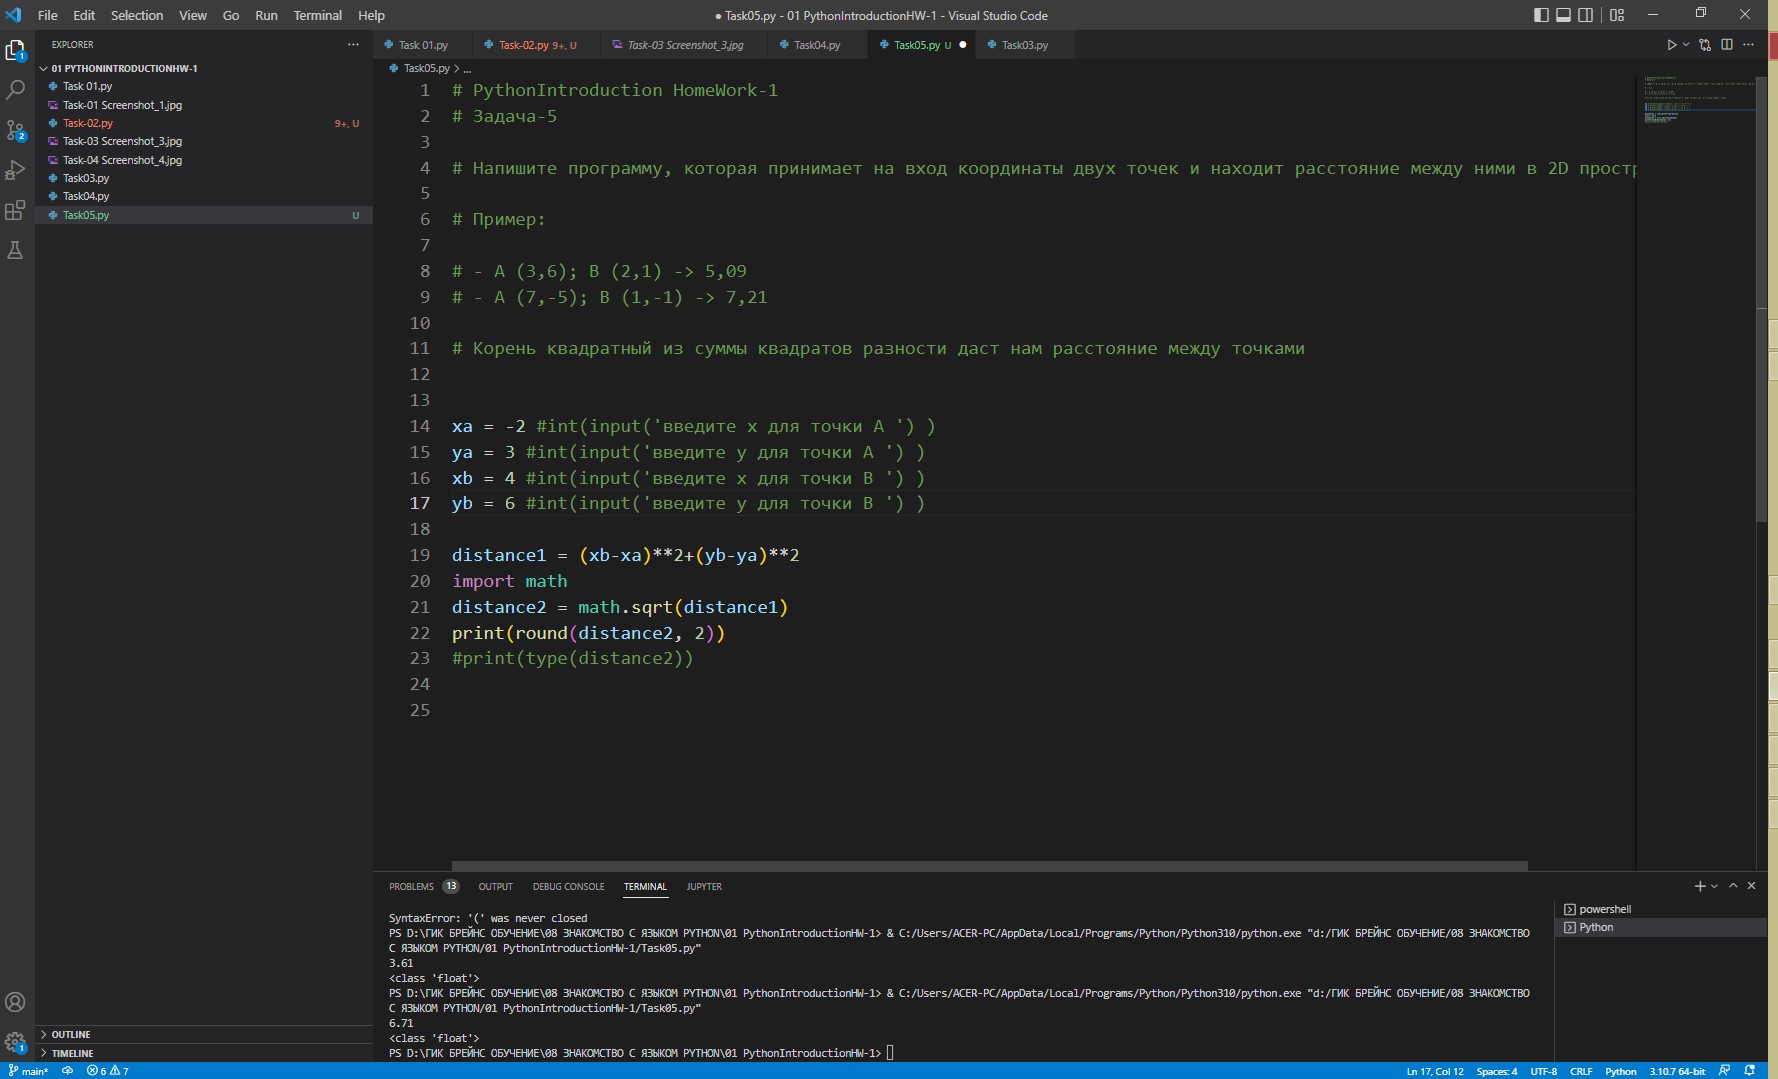 File Edit Selection View Go Run Terminal Help
● Task05.py - 01 PythonIntroductionHW-1 - Visual Studio Code
EXPLORER
01 PYTHONINTRODUCTIONHW-1
Task 01.py
Task-01 Screenshot_1.jpg
Task-02.py 9+, U
Task-03 Screenshot_3.jpg
Task-04 Screenshot_4.jpg
Task03.py
Task04.py
Task05.py U
Task 01.py Task-02.py 9+, U Task-03 Screenshot_3.jpg Task04.py Task05.py U Task03.py
Task05.py > ...
1 # PythonIntroduction HomeWork-1
2 # Задача-5
3
4 # Напишите программу, которая принимает на вход координаты двух точек и находит расстояние между ними в 2D простр
5
6 # Пример:
7
8 # - A (3,6); B (2,1) -> 5,09
9 # - A (7,-5); B (1,-1) -> 7,21
10
11 # Корень квадратный из суммы квадратов разности даст нам расстояние между точками
12
13
14 xa = -2 #int(input('введите x для точки A ') )
15 ya = 3 #int(input('введите y для точки A ') )
16 xb = 4 #int(input('введите x для точки B ') )
17 yb = 6 #int(input('введите y для точки B ') )
18
19 distance1 = (xb-xa)**2+(yb-ya)**2
20 import math
21 distance2 = math.sqrt(distance1)
22 print(round(distance2, 2))
23 #print(type(distance2))
24
25
PROBLEMS 13 OUTPUT DEBUG CONSOLE TERMINAL JUPYTER
SyntaxError: '(' was never closed
PS D:\ГИК БРЕЙНС ОБУЧЕНИЕ\08 ЗНАКОМСТВО С ЯЗЫКОМ PYTHON\01 PythonIntroductionHW-1> & C:/Users/ACER-PC/AppData/Local/Programs/Python/Python310/python.exe "d:/ГИК БРЕЙНС ОБУЧЕНИЕ/08 ЗНАКОМСТВО
С ЯЗЫКОМ PYTHON/01 PythonIntroductionHW-1/Task05.py"
3.61
<class 'float'>
PS D:\ГИК БРЕЙНС ОБУЧЕНИЕ\08 ЗНАКОМСТВО С ЯЗЫКОМ PYTHON\01 PythonIntroductionHW-1> & C:/Users/ACER-PC/AppData/Local/Programs/Python/Python310/python.exe "d:/ГИК БРЕЙНС ОБУЧЕНИЕ/08 ЗНАКОМСТВО
С ЯЗЫКОМ PYTHON/01 PythonIntroductionHW-1/Task05.py"
6.71
<class 'float'>
PS D:\ГИК БРЕЙНС ОБУЧЕНИЕ\08 ЗНАКОМСТВО С ЯЗЫКОМ PYTHON\01 PythonIntroductionHW-1>
powershell
Python
OUTLINE
TIMELINE
main* 6 7
Ln 17, Col 12 Spaces: 4 UTF-8 CRLF Python 3.10.7 64-bit